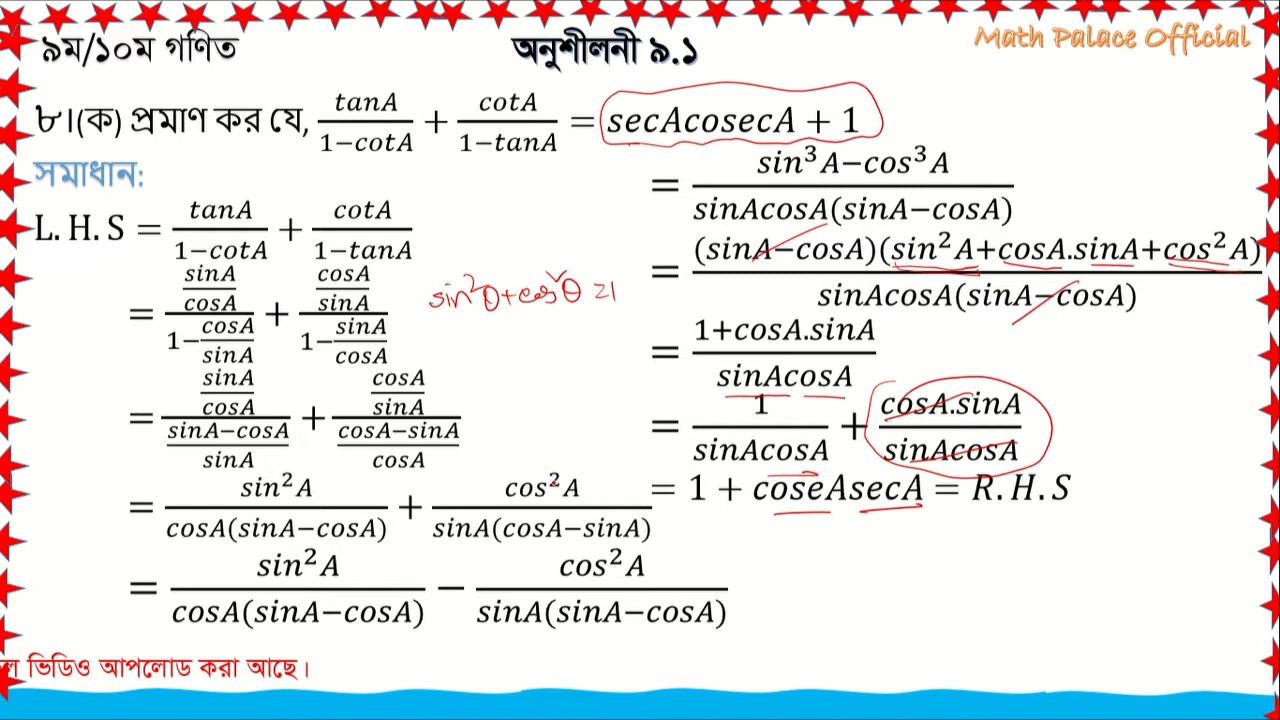 ৯ম/১০ম গণিত
অনুশীলনী ৯.১
Math Palace Official
৮।(ক) প্রমাণ কর যে, tanA/(1−cotA) + cotA/(1−tanA) = secAcosecA + 1
সমাধান:
L.H.S = tanA/(1−cotA) + cotA/(1−tanA)
= (sinA/cosA)/(1−cosA/sinA) + (cosA/sinA)/(1−sinA/cosA)
sin²θ+cos²θ=1
= (sinA/cosA)/((sinA−cosA)/sinA) + (cosA/sinA)/((cosA−sinA)/cosA)
= sin²A/(cosA(sinA−cosA)) + cos²A/(sinA(cosA−sinA))
= sin²A/(cosA(sinA−cosA)) − cos²A/(sinA(sinA−cosA))
= (sin³A−cos³A)/(sinAcosA(sinA−cosA))
= (sinA−cosA)(sin²A+cosA.sinA+cos²A)/(sinAcosA(sinA−cosA))
= (1+cosA.sinA)/(sinAcosA)
= 1/(sinAcosA) + cosA.sinA/(sinAcosA)
= 1 + coseAsecA = R.H.S
ভিডিও আপলোড করা আছে।